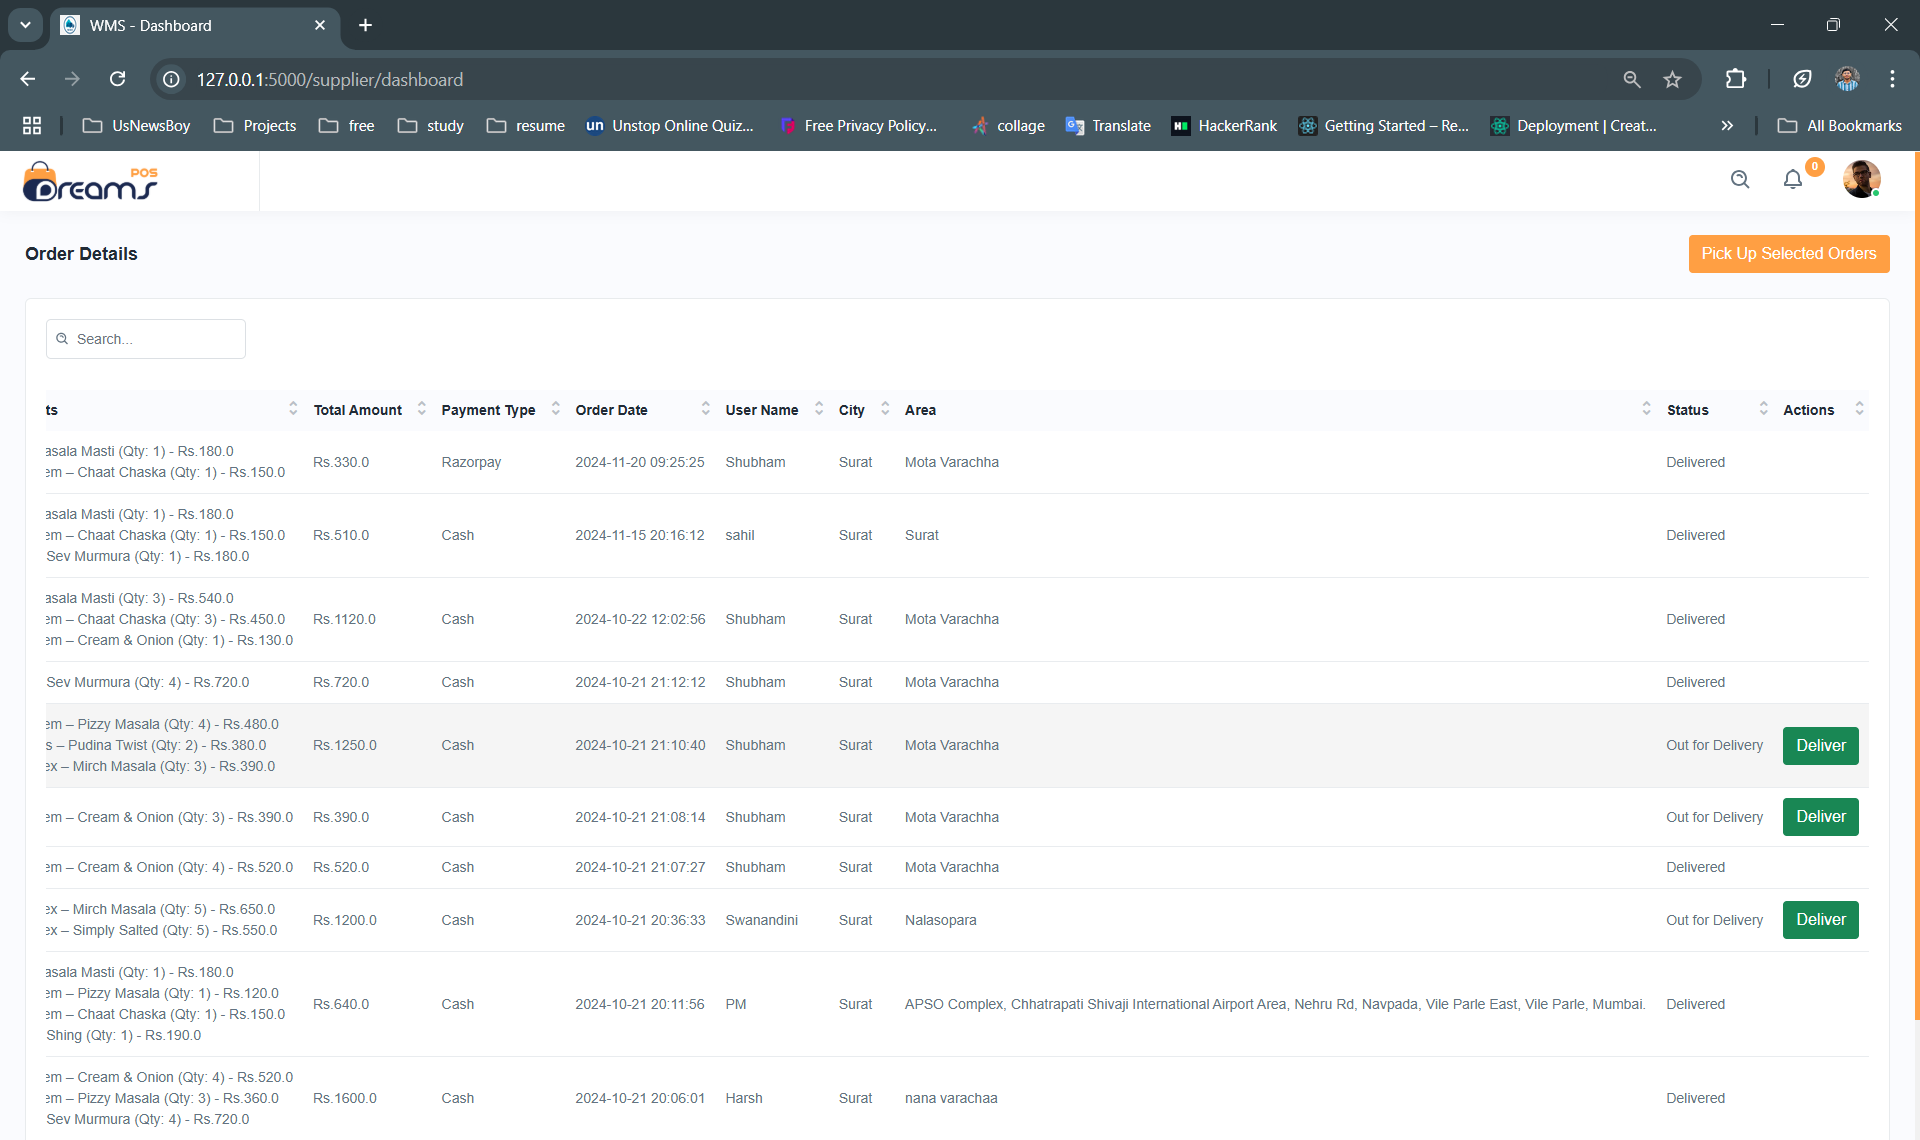 WMS - Dashboard
127.0.0.1:5000/supplier/dashboard
UsNewsBoy Projects free study resume un Unstop Online Quiz... Free Privacy Policy... collage Translate HackerRank Getting Started – Re... Deployment | Creat... All Bookmarks
DreamS POS
0
Order Details
Pick Up Selected Orders
Search...
ts Total Amount Payment Type Order Date User Name City Area Status Actions
asala Masti (Qty: 1) - Rs.180.0
em – Chaat Chaska (Qty: 1) - Rs.150.0
Rs.330.0 Razorpay 2024-11-20 09:25:25 Shubham Surat Mota Varachha Delivered
asala Masti (Qty: 1) - Rs.180.0
em – Chaat Chaska (Qty: 1) - Rs.150.0 Rs.510.0 Cash 2024-11-15 20:16:12 sahil Surat Surat Delivered
Sev Murmura (Qty: 1) - Rs.180.0
asala Masti (Qty: 3) - Rs.540.0
em – Chaat Chaska (Qty: 3) - Rs.450.0 Rs.1120.0 Cash 2024-10-22 12:02:56 Shubham Surat Mota Varachha Delivered
em – Cream & Onion (Qty: 1) - Rs.130.0
Sev Murmura (Qty: 4) - Rs.720.0 Rs.720.0 Cash 2024-10-21 21:12:12 Shubham Surat Mota Varachha Delivered
em – Pizzy Masala (Qty: 4) - Rs.480.0
s – Pudina Twist (Qty: 2) - Rs.380.0 Rs.1250.0 Cash 2024-10-21 21:10:40 Shubham Surat Mota Varachha Out for Delivery Deliver
ex – Mirch Masala (Qty: 3) - Rs.390.0
em – Cream & Onion (Qty: 3) - Rs.390.0 Rs.390.0 Cash 2024-10-21 21:08:14 Shubham Surat Mota Varachha Out for Delivery Deliver
em – Cream & Onion (Qty: 4) - Rs.520.0 Rs.520.0 Cash 2024-10-21 21:07:27 Shubham Surat Mota Varachha Delivered
ex – Mirch Masala (Qty: 5) - Rs.650.0
ex – Simply Salted (Qty: 5) - Rs.550.0
Rs.1200.0 Cash 2024-10-21 20:36:33 Swanandini Surat Nalasopara Out for Delivery Deliver
asala Masti (Qty: 1) - Rs.180.0
em – Pizzy Masala (Qty: 1) - Rs.120.0
em – Chaat Chaska (Qty: 1) - Rs.150.0
Shing (Qty: 1) - Rs.190.0
Rs.640.0 Cash 2024-10-21 20:11:56 PM Surat APSO Complex, Chhatrapati Shivaji International Airport Area, Nehru Rd, Navpada, Vile Parle East, Vile Parle, Mumbai. Delivered
em – Cream & Onion (Qty: 4) - Rs.520.0
em – Pizzy Masala (Qty: 3) - Rs.360.0 Rs.1600.0 Cash 2024-10-21 20:06:01 Harsh Surat nana varachaa Delivered
Sev Murmura (Qty: 4) - Rs.720.0